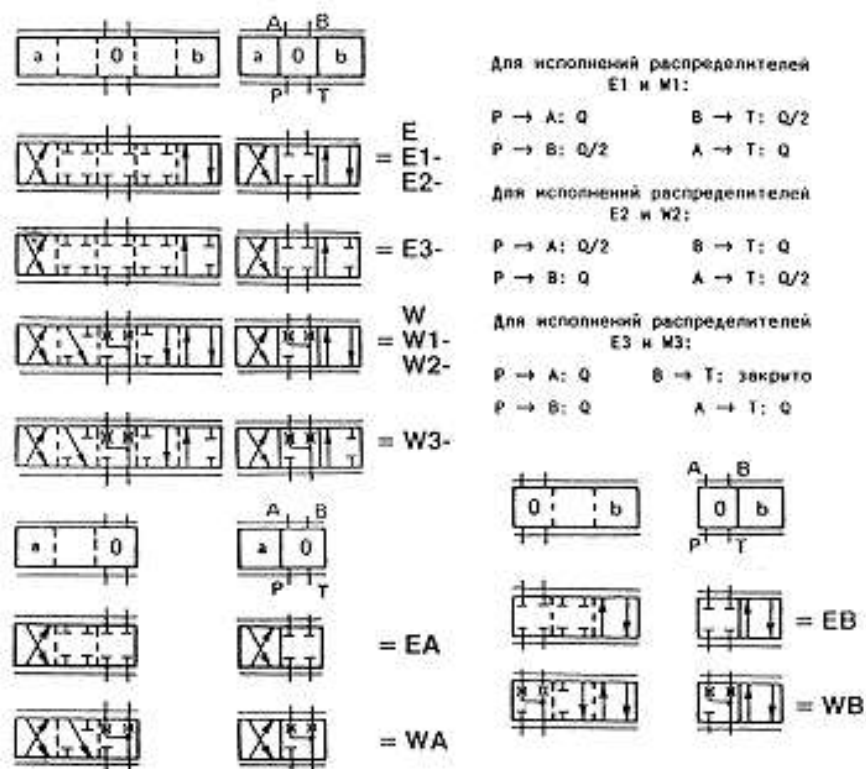 A B
a 0 b
a 0 b
P T
E
= E1-
E2-
= E3-
W
= W1-
W2-
= W3-
A B
a 0
a 0
P T
= EA
= WA
Для исполнений распределителей
E1 и W1:
P → A: Q B → T: Q/2
P → B: Q/2 A → T: Q
Для исполнений распределителей
E2 и W2:
P → A: Q/2 B → T: Q
P → B: Q A → T: Q/2
Для исполнений распределителей
E3 и W3:
P → A: Q B → T: закрыто
P → B: Q A → T: Q
A B
0 b
0 b
P T
= EB
= WB